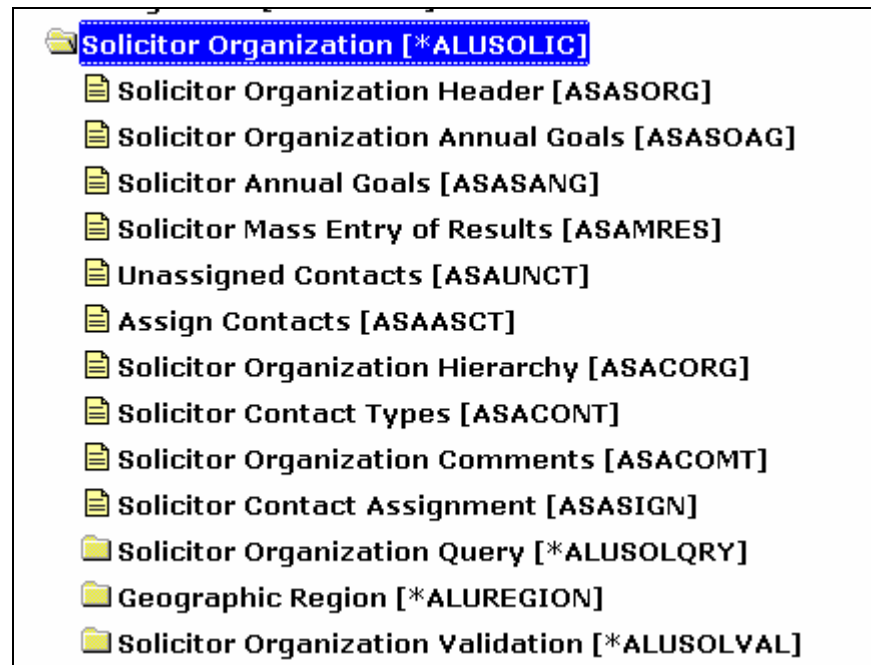 Solicitor Organization [*ALUSOLIC]
Solicitor Organization Header [ASASORG]
Solicitor Organization Annual Goals [ASASOAG]
Solicitor Annual Goals [ASASANG]
Solicitor Mass Entry of Results [ASAMRES]
Unassigned Contacts [ASAUNCT]
Assign Contacts [ASAASCT]
Solicitor Organization Hierarchy [ASACORG]
Solicitor Contact Types [ASACONT]
Solicitor Organization Comments [ASACOMT]
Solicitor Contact Assignment [ASASIGN]
Solicitor Organization Query [*ALUSOLQRY]
Geographic Region [*ALUREGION]
Solicitor Organization Validation [*ALUSOLVAL]